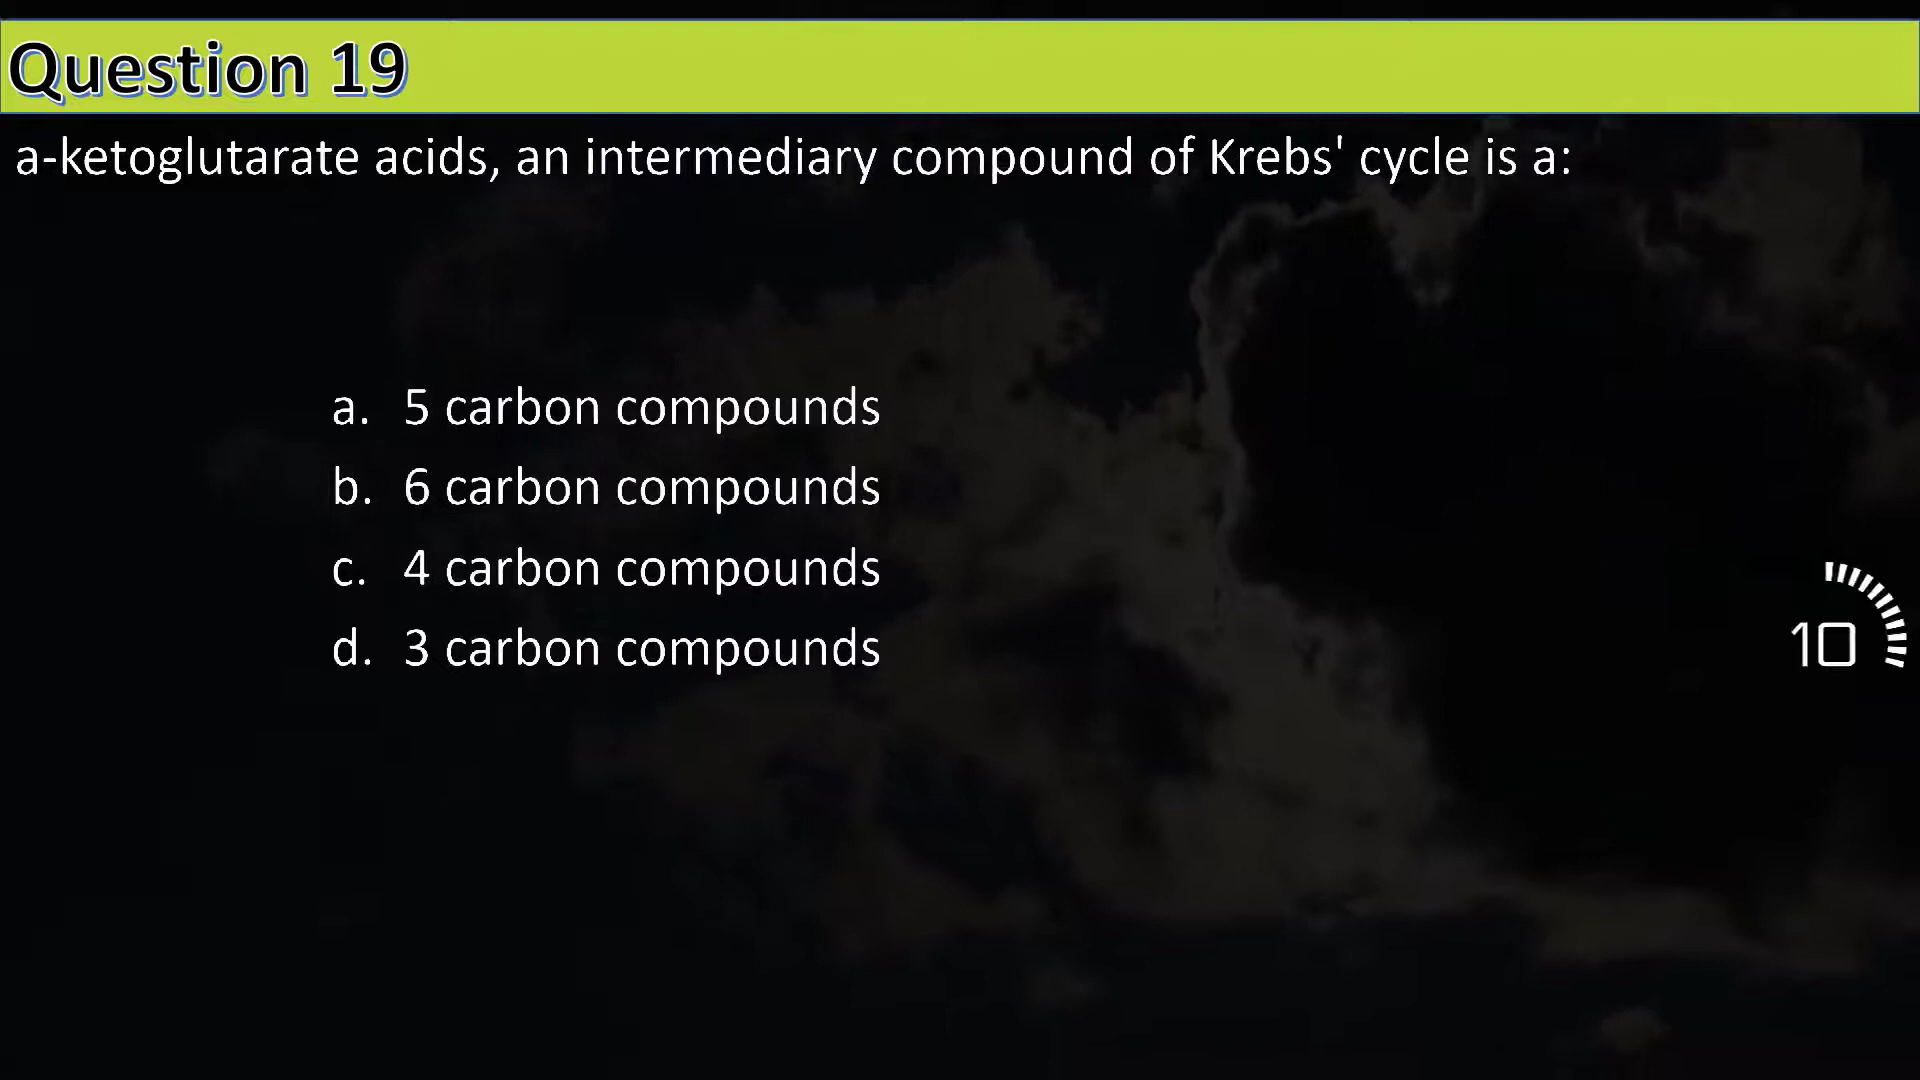 Question 19
a-ketoglutarate acids, an intermediary compound of Krebs' cycle is a:
a. 5 carbon compounds
b. 6 carbon compounds
c. 4 carbon compounds
d. 3 carbon compounds
10